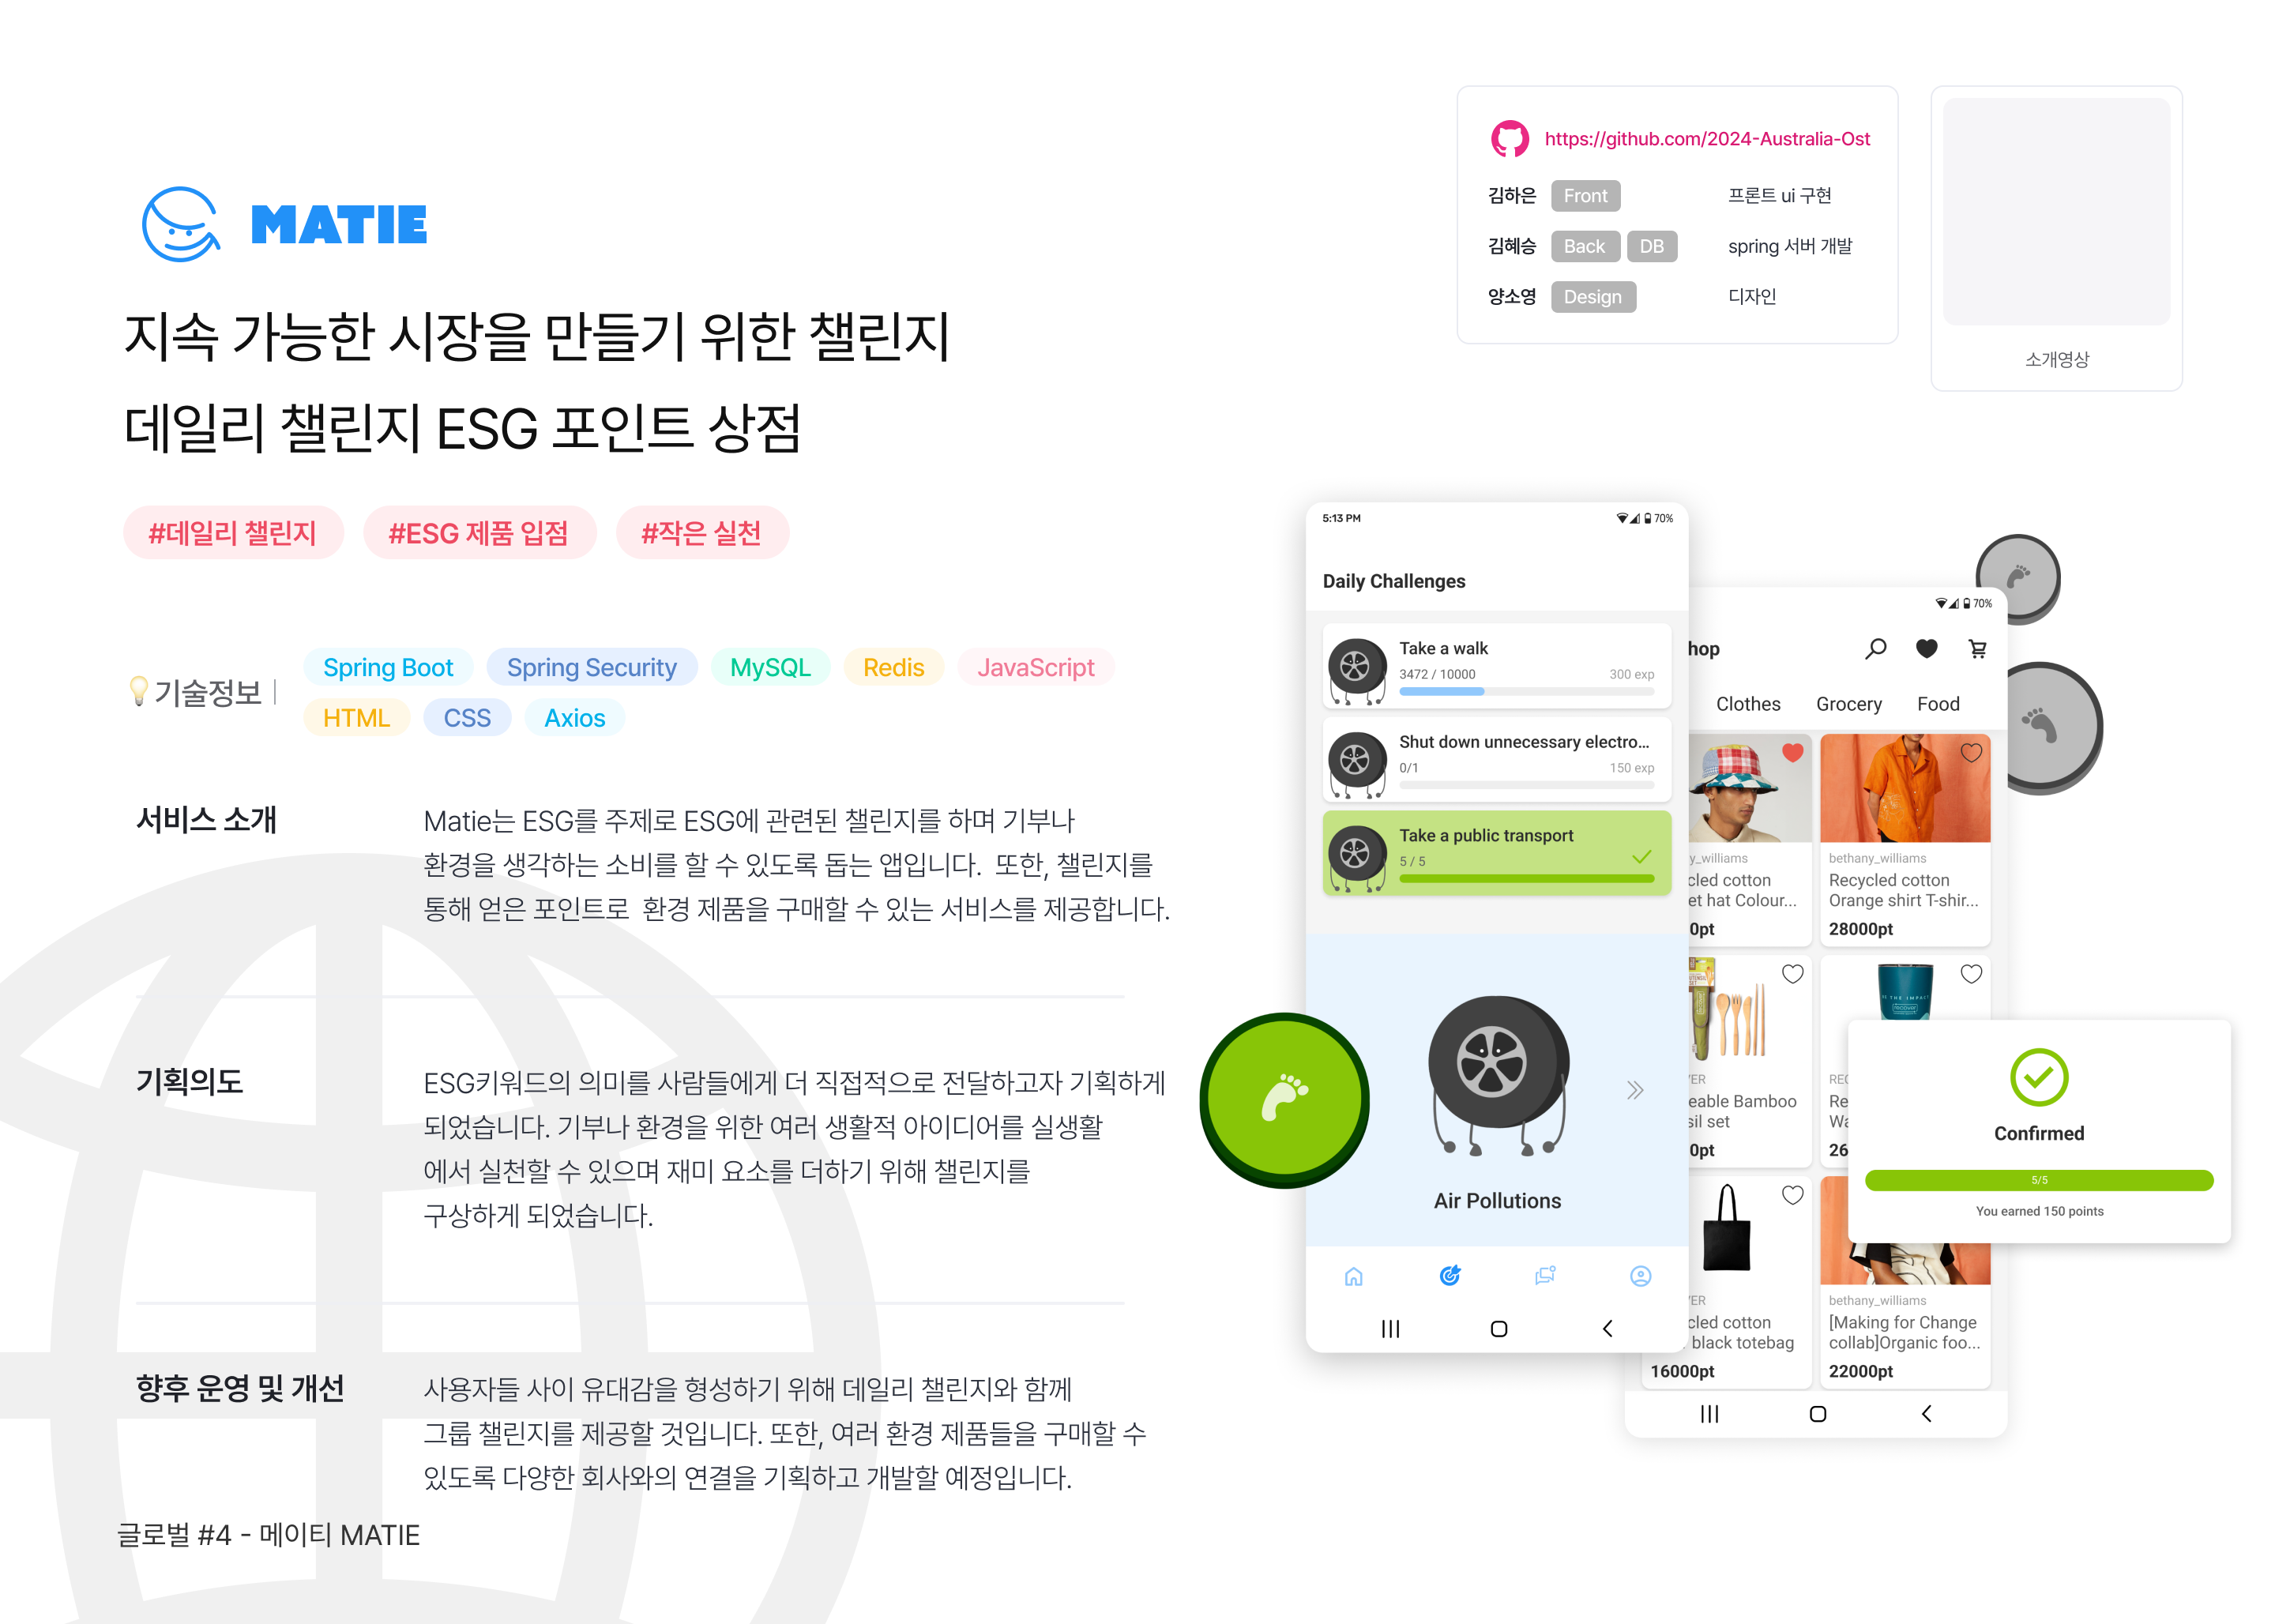 MATIE
지속 가능한 시장을 만들기 위한 챌린지
데일리 챌린지 ESG 포인트 상점
#데일리 챌린지
#ESG 제품 입점
#작은 실천
기술정보
Spring Boot
Spring Security
MySQL
Redis
JavaScript
HTML
CSS
Axios
서비스 소개
Matie는 ESG를 주제로 ESG에 관련된 챌린지를 하며 기부나
환경을 생각하는 소비를 할 수 있도록 돕는 앱입니다. 또한, 챌린지를
통해 얻은 포인트로 환경 제품을 구매할 수 있는 서비스를 제공합니다.
기획의도
ESG키워드의 의미를 사람들에게 더 직접적으로 전달하고자 기획하게
되었습니다. 기부나 환경을 위한 여러 생활적 아이디어를 실생활
에서 실천할 수 있으며 재미 요소를 더하기 위해 챌린지를
구상하게 되었습니다.
향후 운영 및 개선
사용자들 사이 유대감을 형성하기 위해 데일리 챌린지와 함께
그룹 챌린지를 제공할 것입니다. 또한, 여러 환경 제품들을 구매할 수
있도록 다양한 회사와의 연결을 기획하고 개발할 예정입니다.
글로벌 #4 - 메이티 MATIE
https://github.com/2024-Australia-Ost
김하은 Front 프론트 ui 구현
김혜승 Back DB spring 서버 개발
양소영 Design 디자인
소개영상
5:13 PM
70%
Daily Challenges
Take a walk
3472 / 10000
300 exp
Shut down unnecessary electro...
0/1
150 exp
Take a public transport
5 / 5
Air Pollutions
70%
hop
Clothes
Grocery
Food
y_williams
cled cotton
et hat Colour...
0pt
bethany_williams
Recycled cotton
Orange shirt T-shir...
28000pt
BE THE IMPACT
recover
ER
eable Bamboo
sil set
0pt
RE
Re
Wa
26
Confirmed
5/5
You earned 150 points
ER
cled cotton
black totebag
16000pt
bethany_williams
[Making for Change
collab]Organic foo...
22000pt